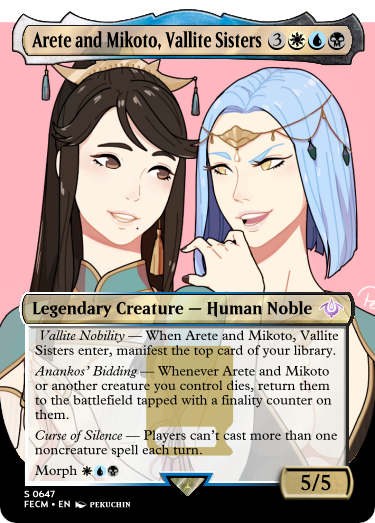 Arete and Mikoto, Vallite Sisters 3
Legendary Creature — Human Noble
Vallite Nobility — When Arete and Mikoto, Vallite
Sisters enter, manifest the top card of your library.
Anankos' Bidding — Whenever Arete and Mikoto
or another creature you control dies, return them
to the battlefield tapped with a finality counter on
them.
Curse of Silence — Players can't cast more than one
noncreature spell each turn.
Morph
5/5
S 0647
FECM • EN PEKUCHIN